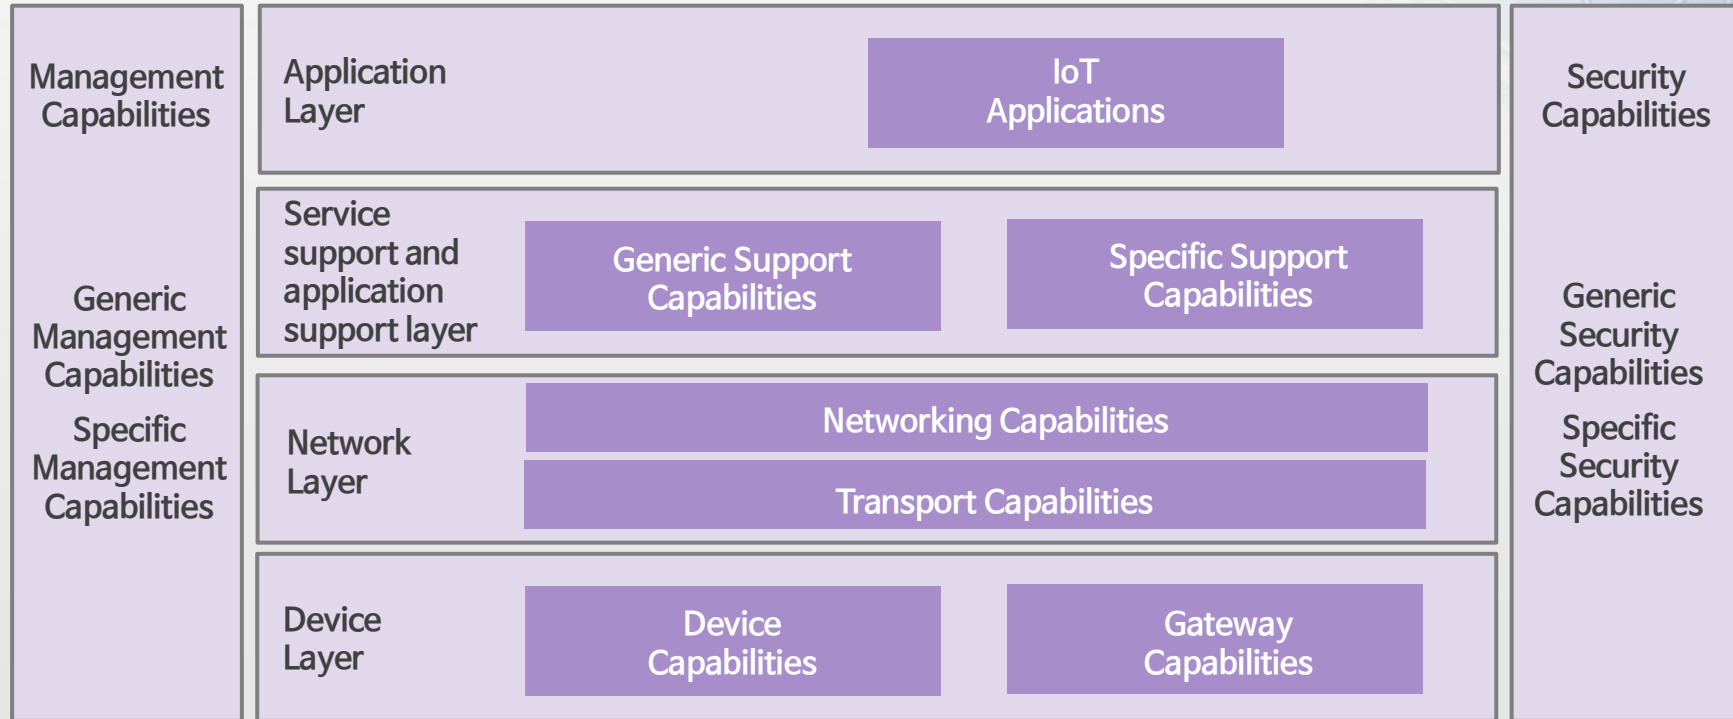 Management
Capabilities
Generic
Management
Capabilities
Specific
Management
Capabilities
Application
Layer
IoT
Applications
Service
support and
application
support layer
Generic Support
Capabilities
Specific Support
Capabilities
Network
Layer
Networking Capabilities
Transport Capabilities
Device
Layer
Device
Capabilities
Gateway
Capabilities
Security
Capabilities
Generic
Security
Capabilities
Specific
Security
Capabilities